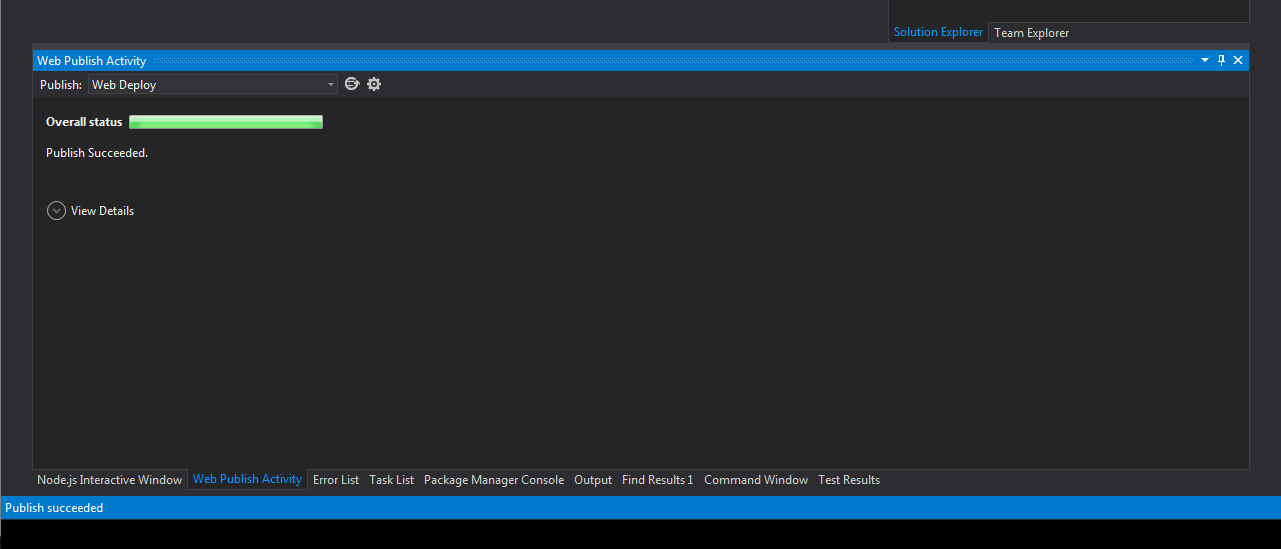 Solution Explorer Team Explorer
Web Publish Activity
Publish: Web Deploy
Overall status
Publish Succeeded.
View Details
Node.js Interactive Window Web Publish Activity Error List Task List Package Manager Console Output Find Results 1 Command Window Test Results
Publish succeeded